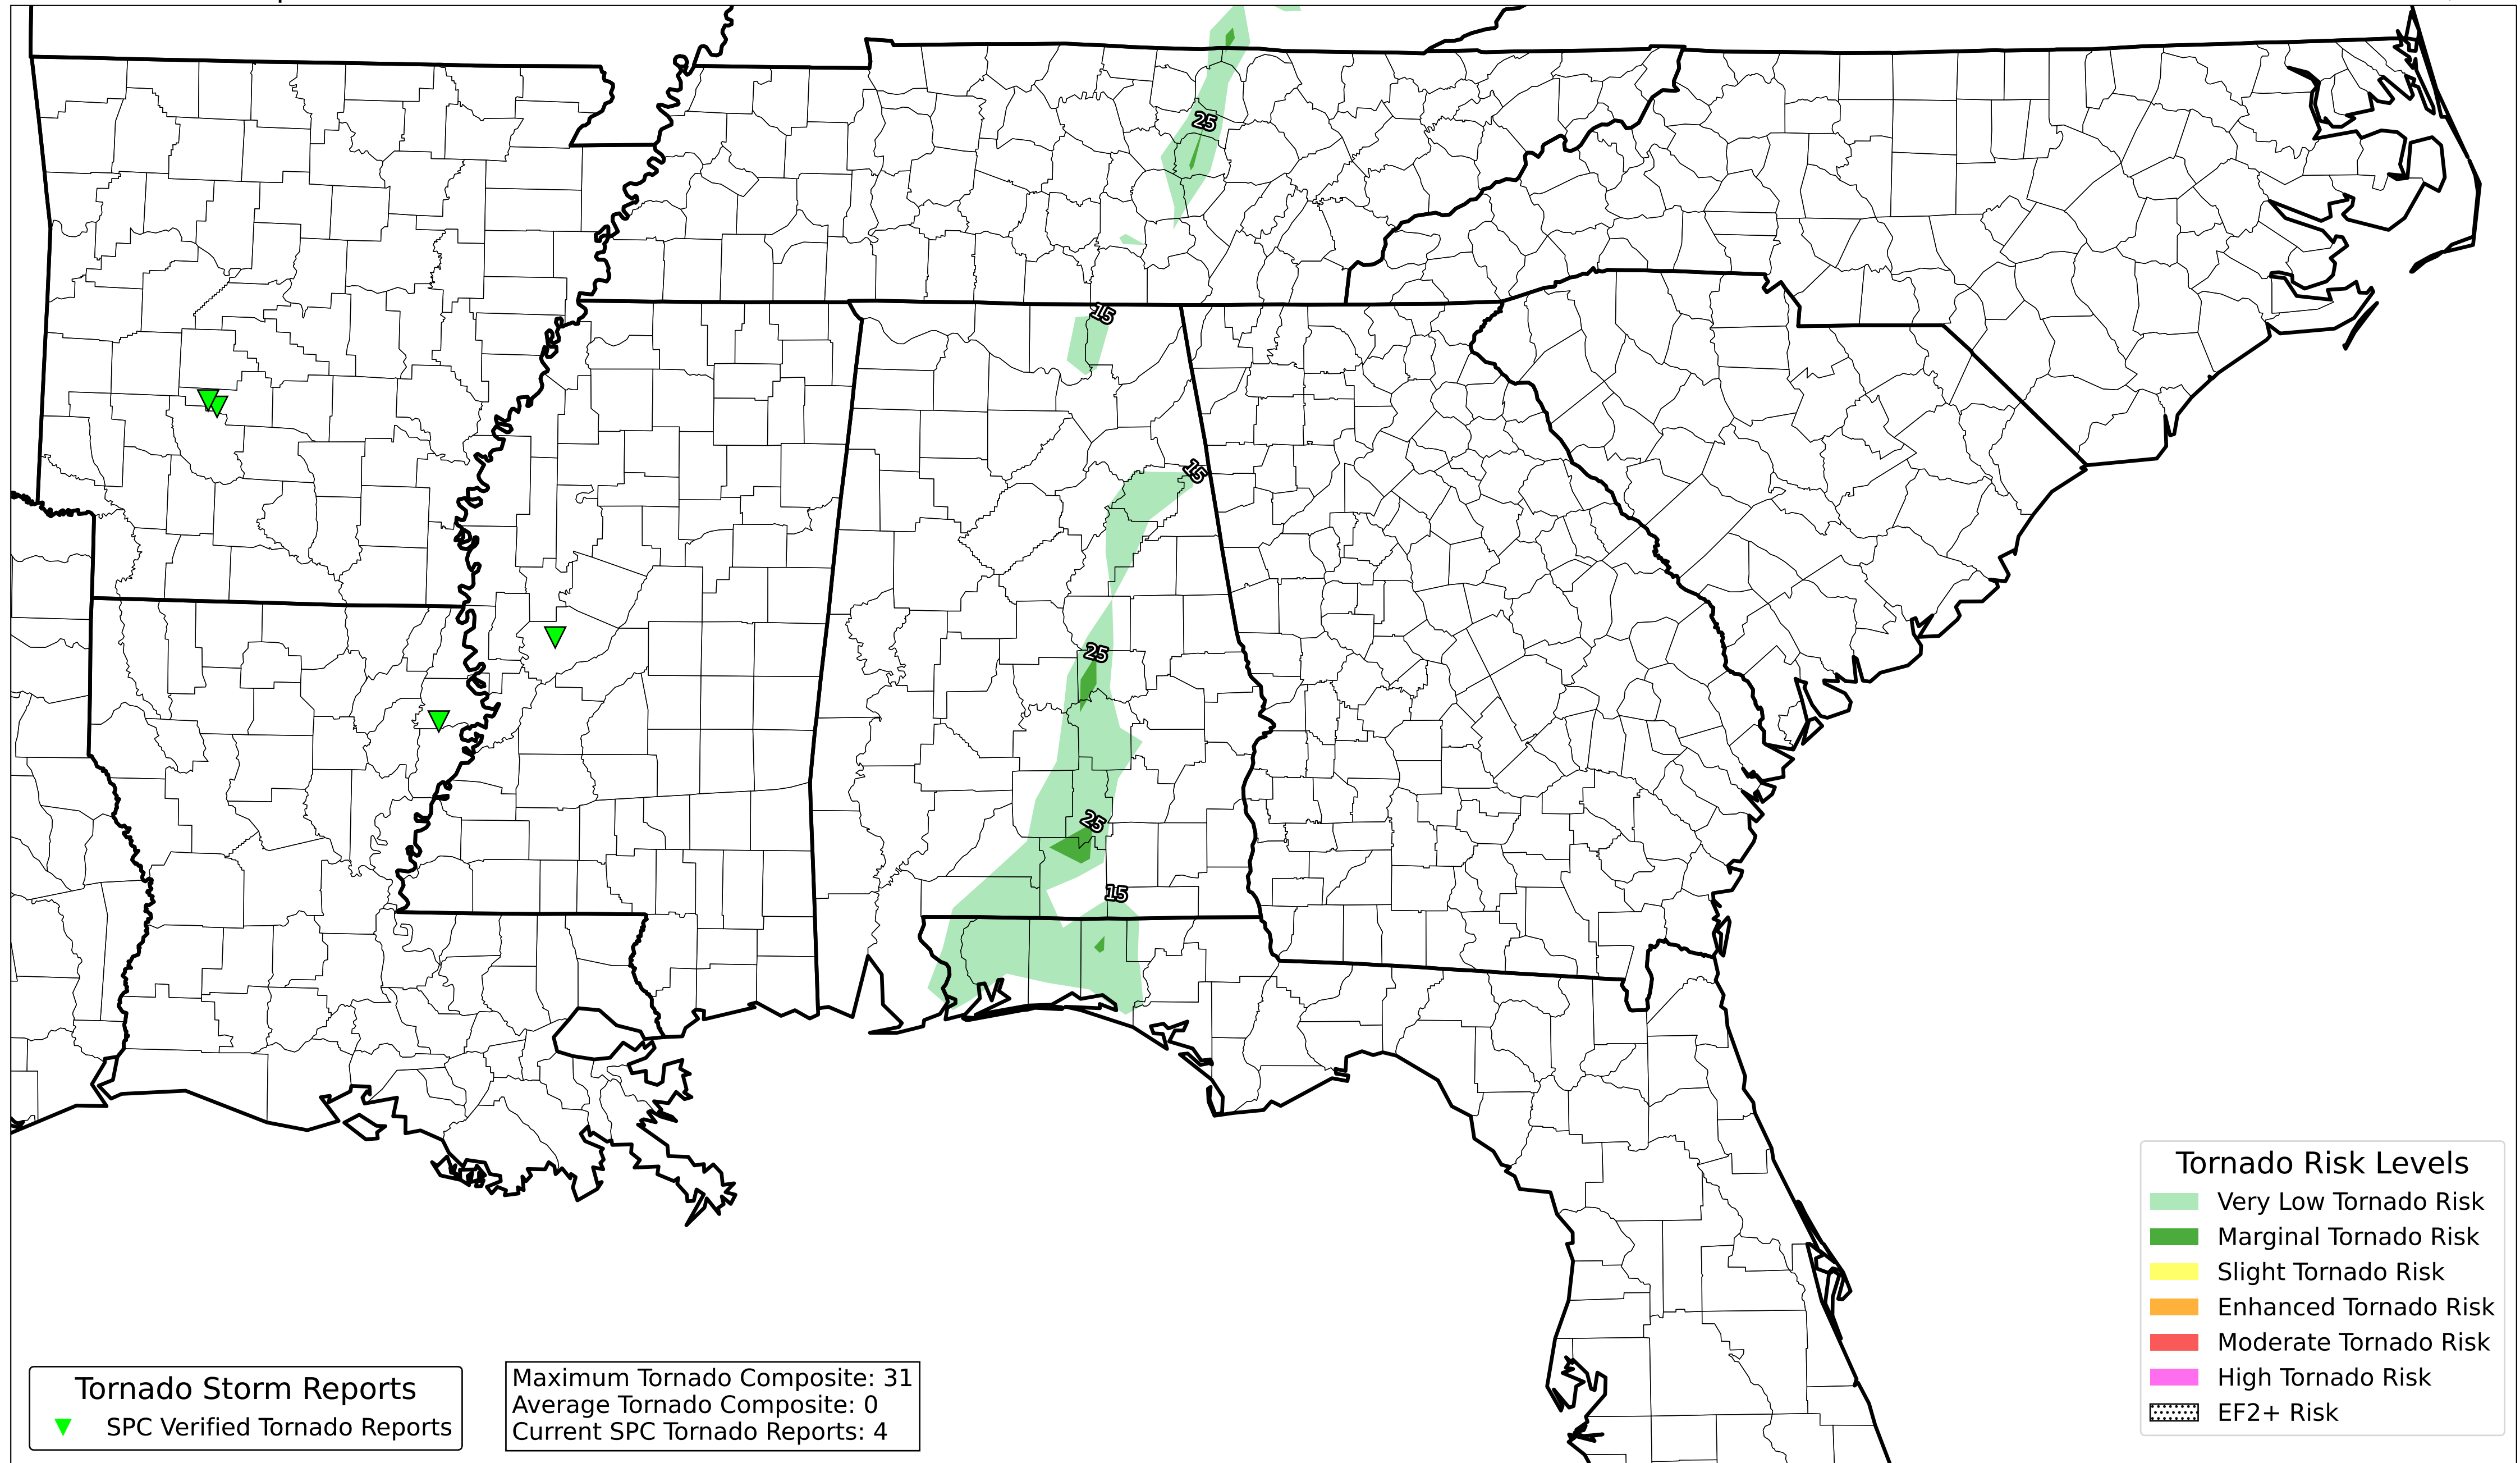 25
15
15
25
25
15
Tornado Risk Levels
Very Low Tornado Risk
Marginal Tornado Risk
Slight Tornado Risk
Enhanced Tornado Risk
Moderate Tornado Risk
High Tornado Risk
EF2+ Risk
Tornado Storm Reports
SPC Verified Tornado Reports
Maximum Tornado Composite: 31
Average Tornado Composite: 0
Current SPC Tornado Reports: 4